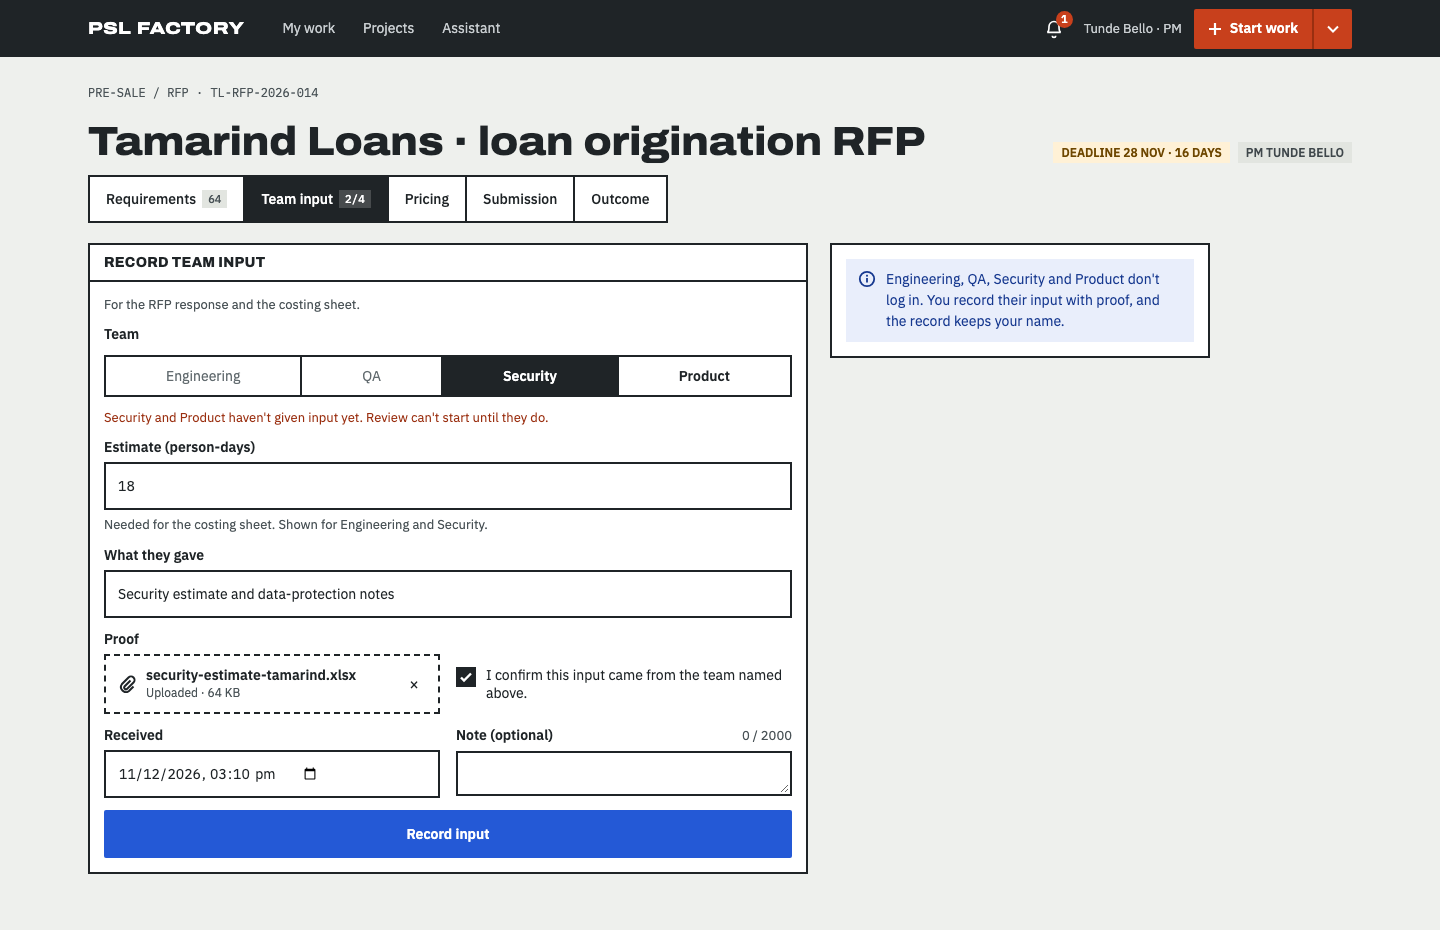 PSL FACTORY
My work
Projects
Assistant
1
Tunde Bello · PM
Start work
PRE-SALE / RFP · TL-RFP-2026-014
Tamarind Loans · loan origination RFP
DEADLINE 28 NOV · 16 DAYS
PM TUNDE BELLO
Requirements 64
Team input 2/4
Pricing
Submission
Outcome
RECORD TEAM INPUT
For the RFP response and the costing sheet.
Team
Engineering
QA
Security
Product
Security and Product haven't given input yet. Review can't start until they do.
Estimate (person-days)
18
Needed for the costing sheet. Shown for Engineering and Security.
What they gave
Security estimate and data-protection notes
Proof
security-estimate-tamarind.xlsx
Uploaded · 64 KB
×
I confirm this input came from the team named
above.
Received
11/12/2026, 03:10 pm
Note (optional)
0 / 2000
Record input
Engineering, QA, Security and Product don't
log in. You record their input with proof, and
the record keeps your name.